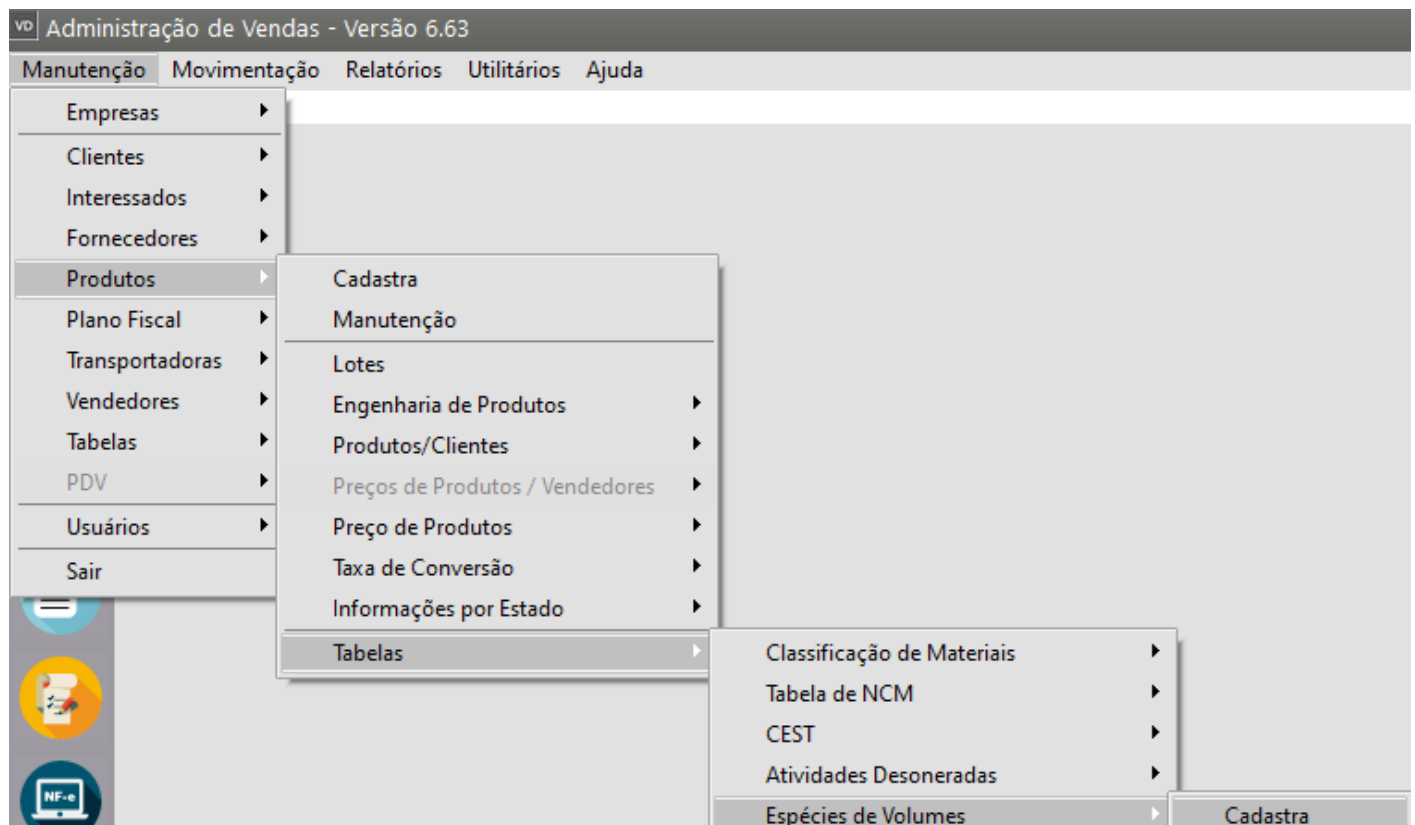 VD Administração de Vendas - Versão 6.63
Manutenção Movimentação Relatórios Utilitários Ajuda
Empresas
Clientes
Interessados
Fornecedores
Produtos
Plano Fiscal
Transportadoras
Vendedores
Tabelas
PDV
Usuários
Sair
Cadastra
Manutenção
Lotes
Engenharia de Produtos
Produtos/Clientes
Preços de Produtos / Vendedores
Preço de Produtos
Taxa de Conversão
Informações por Estado
Tabelas
Classificação de Materiais
Tabela de NCM
CEST
Atividades Desoneradas
Espécies de Volumes
Cadastra
NF-e